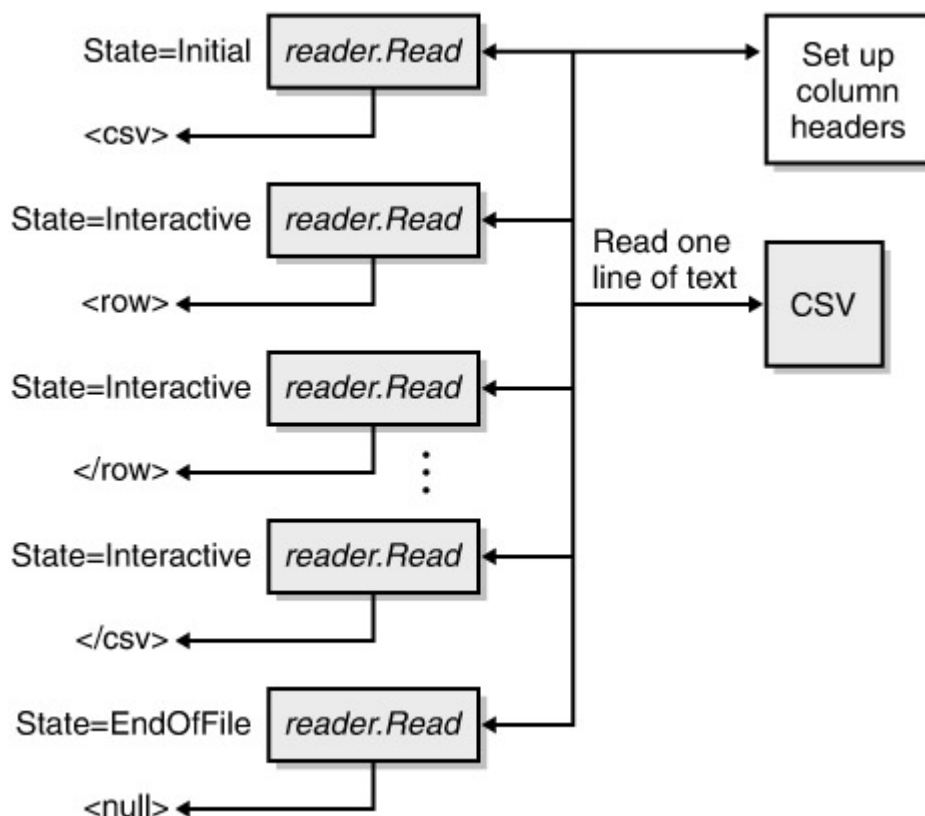 State=Initial
reader.Read
Set up
column
headers
<csv>
State=Interactive
reader.Read
Read one
line of text
CSV
<row>
State=Interactive
reader.Read
</row>
State=Interactive
reader.Read
</csv>
State=EndOfFile
reader.Read
<null>